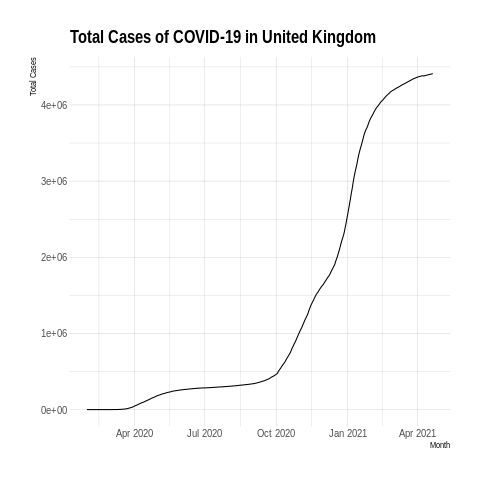 Total Cases of COVID-19 in United Kingdom
Total Cases
4e+06
3e+06
2e+06
1e+06
0e+00
Apr 2020 Jul 2020 Oct 2020 Jan 2021 Apr 2021
Month